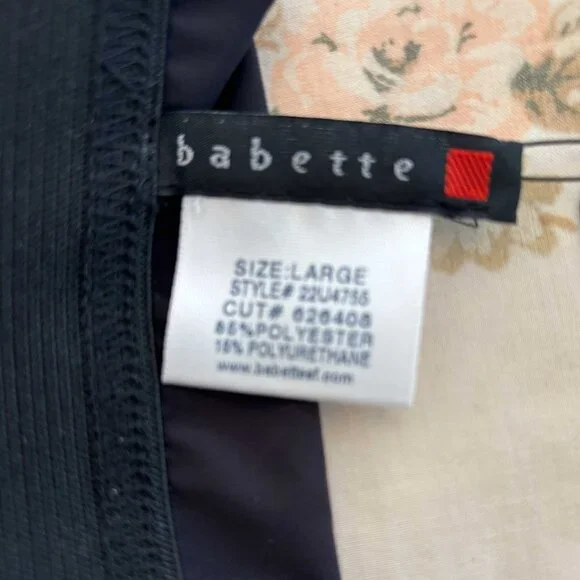 babette
SIZE:LARGE
STYLE# 22U4755
CUT# 626408
85%POLYESTER
15% POLYURETHANE
www.babettesf.com